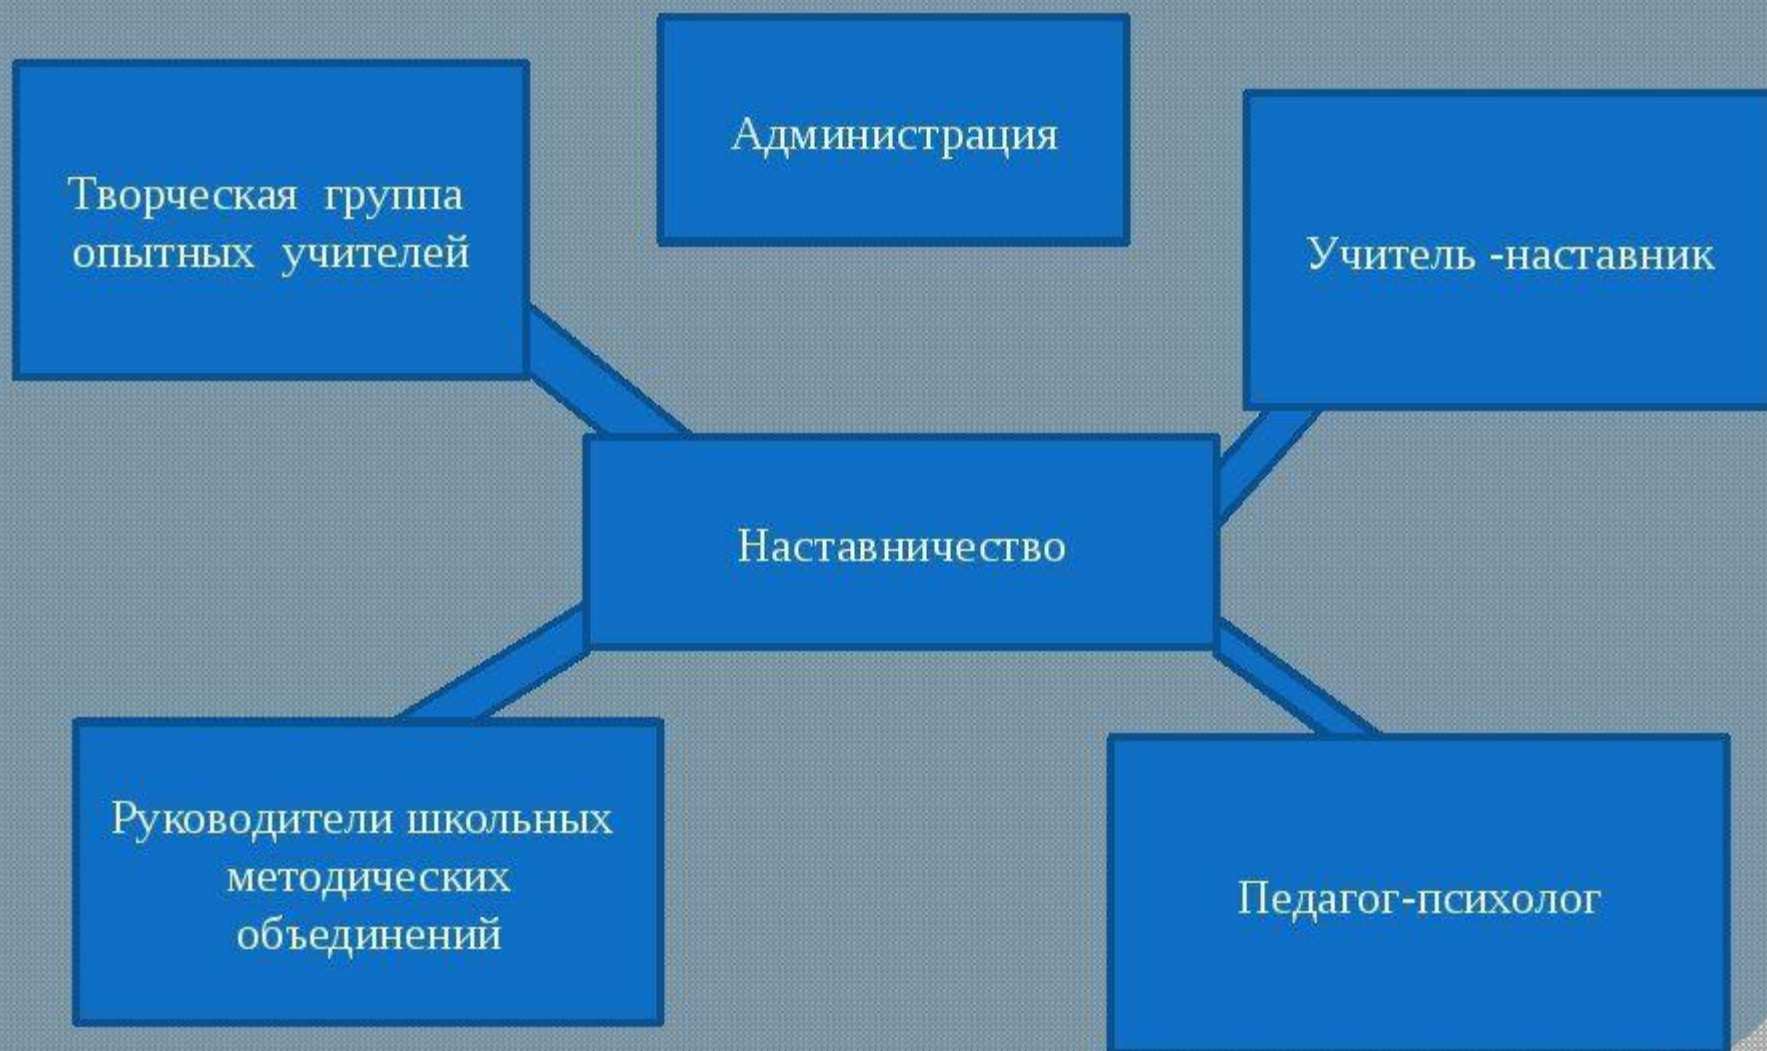 Администрация
Творческая группа
опытных учителей
Учитель -наставник
Наставничество
Руководители школьных
методических
объединений
Педагог-психолог